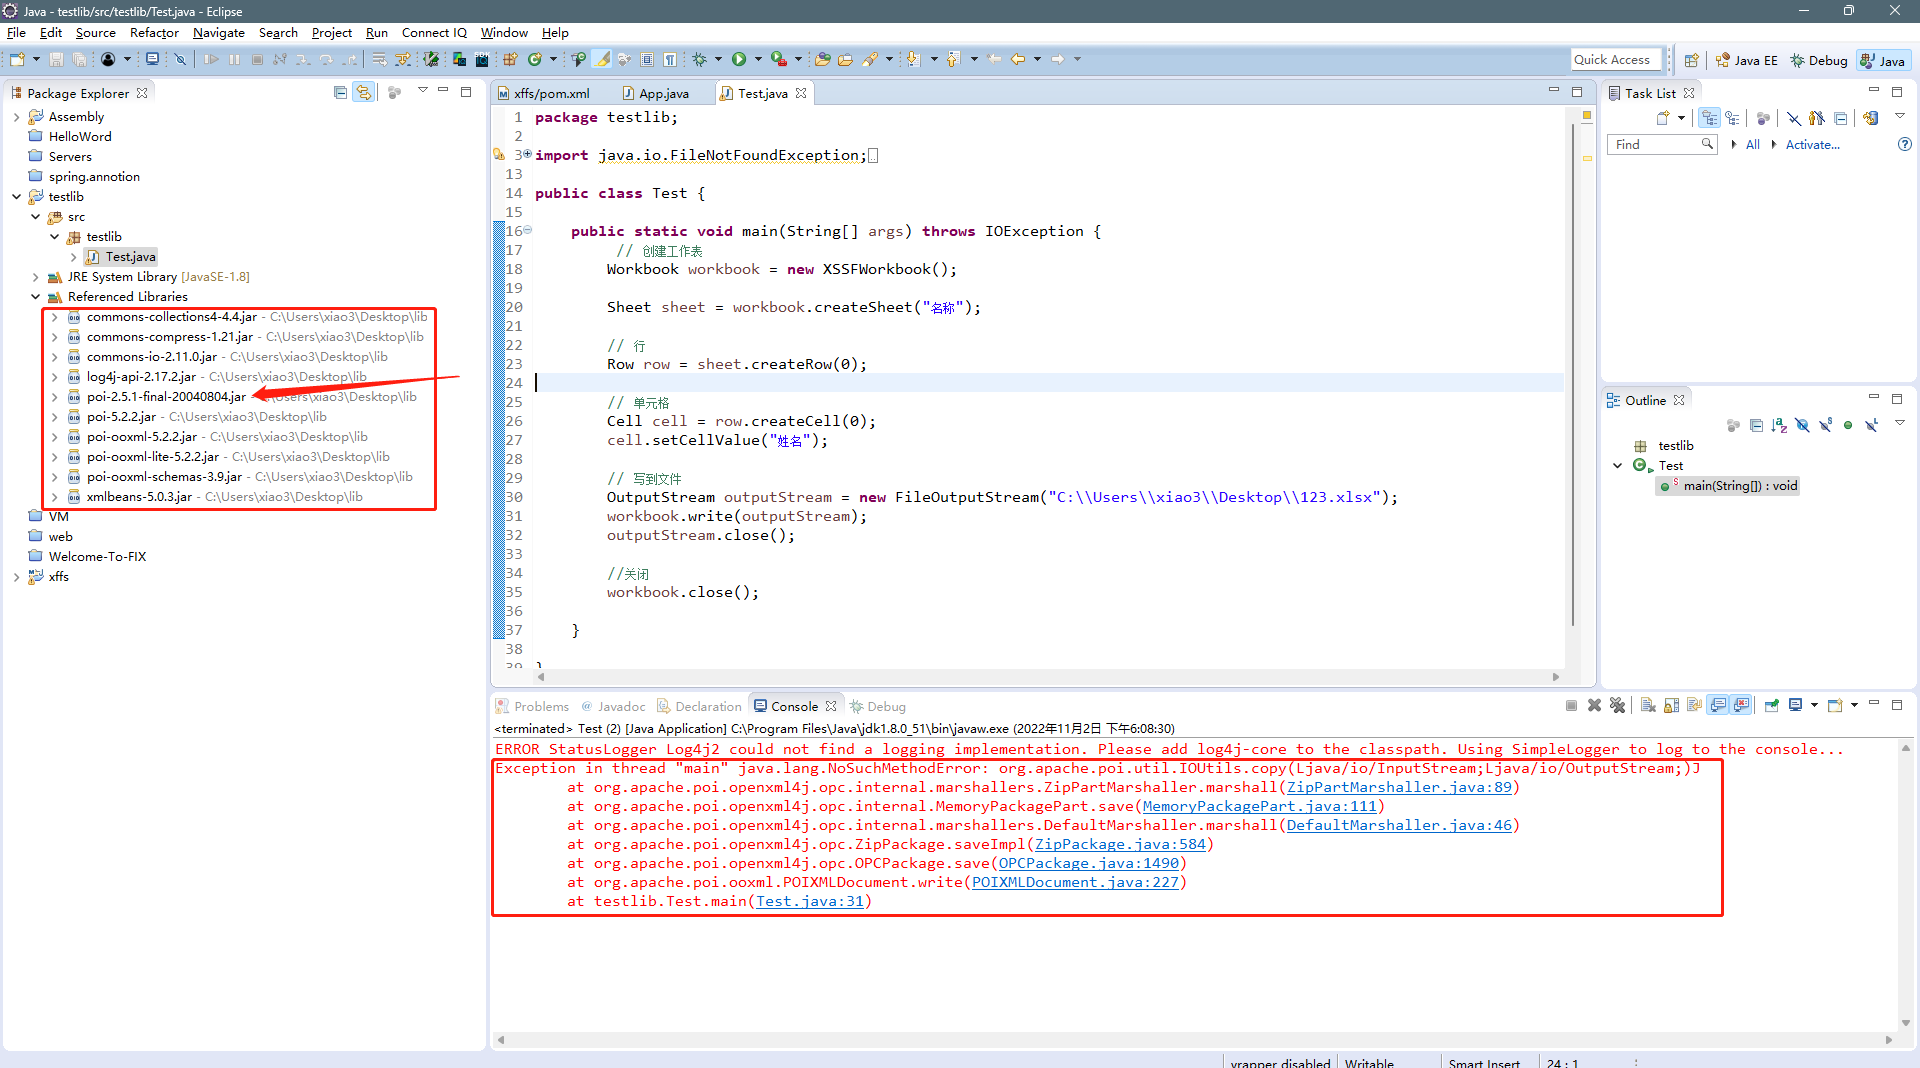 Java - testlib/src/testlib/Test.java - Eclipse
File Edit Source Refactor Navigate Search Project Run Connect IQ Window Help
Quick Access Java EE Debug Java
Package Explorer
Assembly
HelloWord
Servers
spring.annotion
testlib
src
testlib
Test.java
JRE System Library [JavaSE-1.8]
Referenced Libraries
commons-collections4-4.4.jar - C:\Users\xiao3\Desktop\lib
commons-compress-1.21.jar - C:\Users\xiao3\Desktop\lib
commons-io-2.11.0.jar - C:\Users\xiao3\Desktop\lib
log4j-api-2.17.2.jar - C:\Users\xiao3\Desktop\lib
poi-2.5.1-final-20040804.jar - C:\Users\xiao3\Desktop\lib
poi-5.2.2.jar - C:\Users\xiao3\Desktop\lib
poi-ooxml-5.2.2.jar - C:\Users\xiao3\Desktop\lib
poi-ooxml-lite-5.2.2.jar - C:\Users\xiao3\Desktop\lib
poi-ooxml-schemas-3.9.jar - C:\Users\xiao3\Desktop\lib
xmlbeans-5.0.3.jar - C:\Users\xiao3\Desktop\lib
VM
web
Welcome-To-FIX
xffs
xffs/pom.xml App.java Test.java
1 package testlib;
2
3 import java.io.FileNotFoundException;
13
14 public class Test {
15
16 public static void main(String[] args) throws IOException {
17 // 创建工作表
18 Workbook workbook = new XSSFWorkbook();
19
20 Sheet sheet = workbook.createSheet("名称");
21
22 // 行
23 Row row = sheet.createRow(0);
24
25 // 单元格
26 Cell cell = row.createCell(0);
27 cell.setCellValue("姓名");
28
29 // 写到文件
30 OutputStream outputStream = new FileOutputStream("C:\\Users\\xiao3\\Desktop\\123.xlsx");
31 workbook.write(outputStream);
32 outputStream.close();
33
34 //关闭
35 workbook.close();
36
37 }
38
39 }
Task List
Find All Activate...
Outline
testlib
Test
main(String[]) : void
Problems @ Javadoc Declaration Console Debug
<terminated> Test (2) [Java Application] C:\Program Files\Java\jdk1.8.0_51\bin\javaw.exe (2022年11月2日 下午6:08:30)
ERROR StatusLogger Log4j2 could not find a logging implementation. Please add log4j-core to the classpath. Using SimpleLogger to log to the console...
Exception in thread "main" java.lang.NoSuchMethodError: org.apache.poi.util.IOUtils.copy(Ljava/io/InputStream;Ljava/io/OutputStream;)J
at org.apache.poi.openxml4j.opc.internal.marshallers.ZipPartMarshaller.marshall(ZipPartMarshaller.java:89)
at org.apache.poi.openxml4j.opc.internal.MemoryPackagePart.save(MemoryPackagePart.java:111)
at org.apache.poi.openxml4j.opc.internal.marshallers.DefaultMarshaller.marshall(DefaultMarshaller.java:46)
at org.apache.poi.openxml4j.opc.ZipPackage.saveImpl(ZipPackage.java:584)
at org.apache.poi.openxml4j.opc.OPCPackage.save(OPCPackage.java:1490)
at org.apache.poi.ooxml.POIXMLDocument.write(POIXMLDocument.java:227)
at testlib.Test.main(Test.java:31)
vrapper disabled Writable Smart Insert 24 : 1